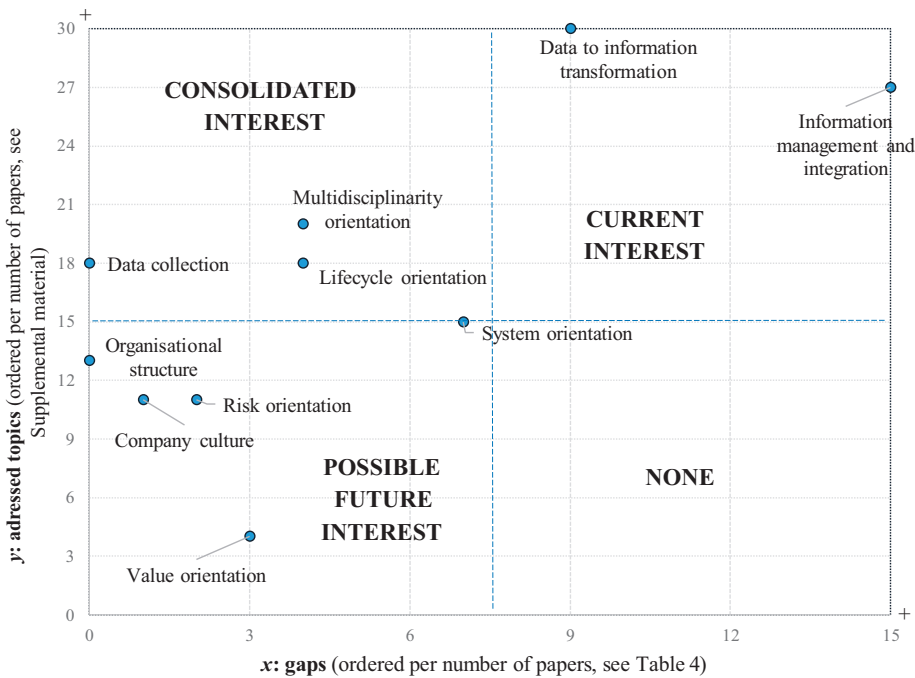 +
30
Data to information
transformation
27
CONSOLIDATED
INTEREST
Information
management and
integration
24
21
Multidisciplinarity
orientation
CURRENT
INTEREST
18
Data collection
Lifecycle orientation
15
System orientation
Organisational
structure
12
Risk orientation
Company culture
9
POSSIBLE
FUTURE
INTEREST
NONE
6
3
Value orientation
0
+
0 3 6 9 12 15
x: gaps (ordered per number of papers, see Table 4)
y: adressed topics (ordered per number of papers, see
Supplemental material)